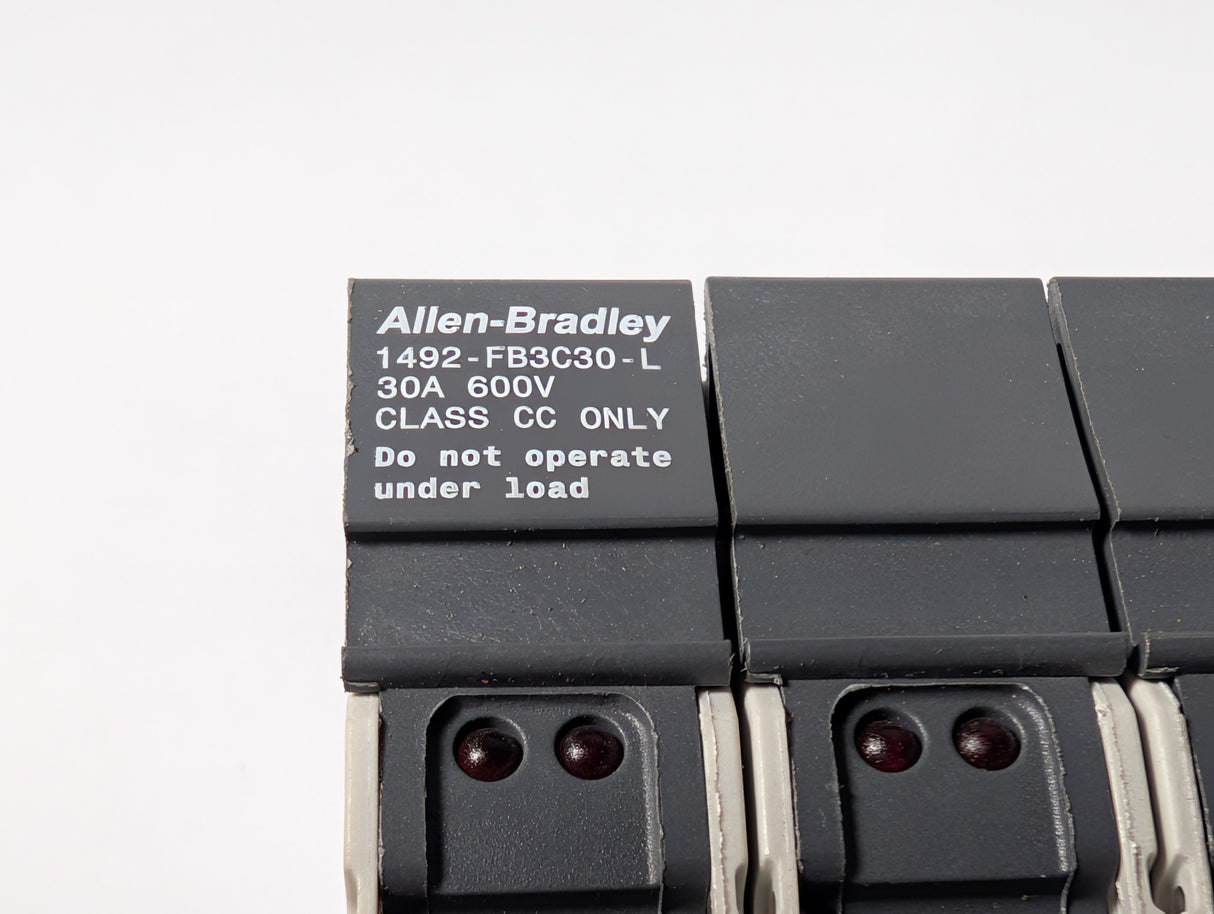 Allen-Bradley
1492-FB3C30-L
30A 600V
CLASS CC ONLY
Do not operate
under load